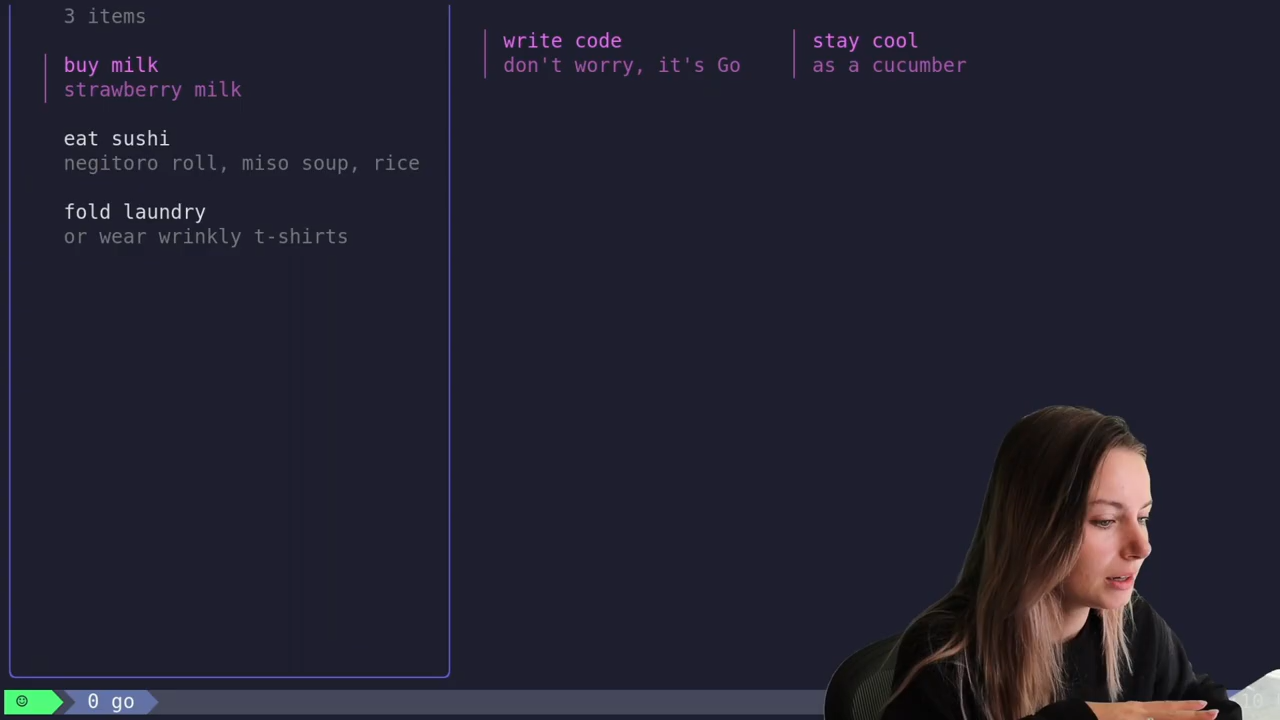 3 items
buy milk
strawberry milk
eat sushi
negitoro roll, miso soup, rice
fold laundry
or wear wrinkly t-shirts
write code
don't worry, it's Go
stay cool
as a cucumber
0 go